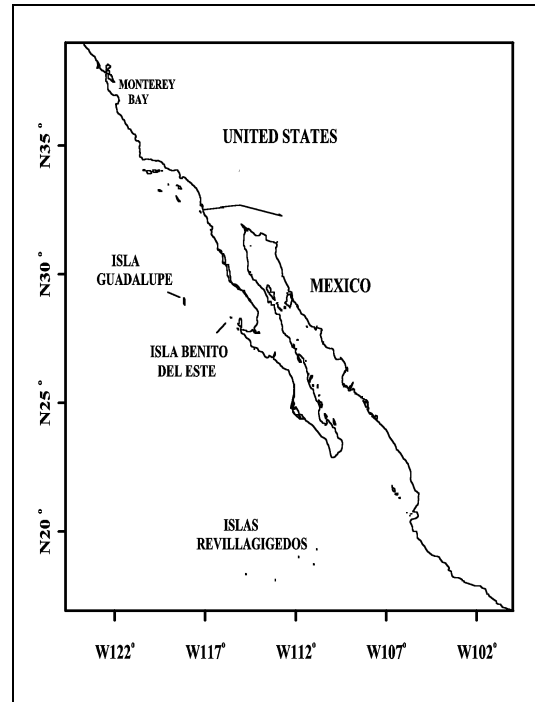 MONTEREY
BAY
UNITED STATES
N35°
N30°
ISLA
GUADALUPE
MEXICO
ISLA BENITO
DEL ESTE
N25°
ISLAS
REVILLAGIGEDOS
N20°
W122° W117° W112° W107° W102°